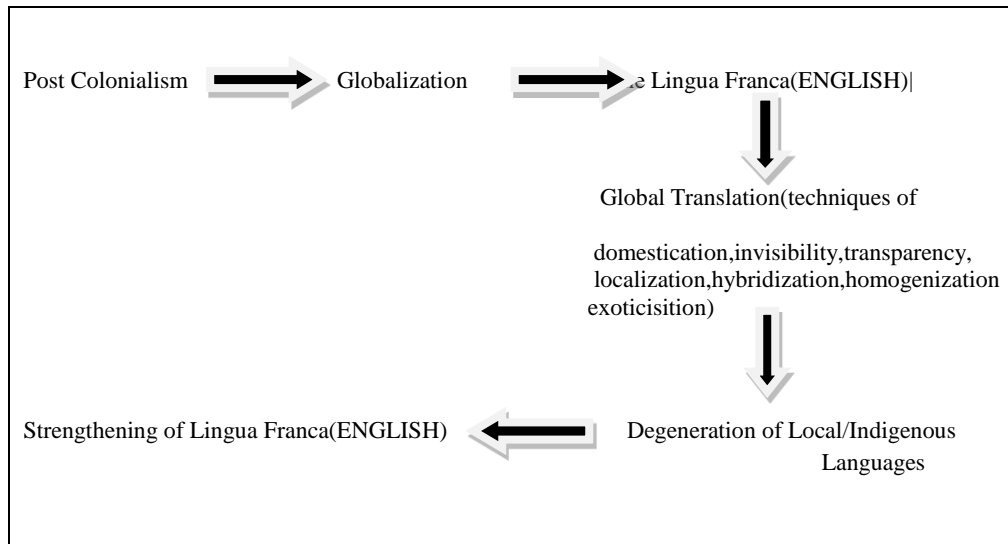 Post Colonialism Globalization Lingua Franca(ENGLISH)|
Global Translation(techniques of
domestication,invisibility,transparency,
localization,hybridization,homogenization
exoticisition)
Strengthening of Lingua Franca(ENGLISH) Degeneration of Local/Indigenous
Languages